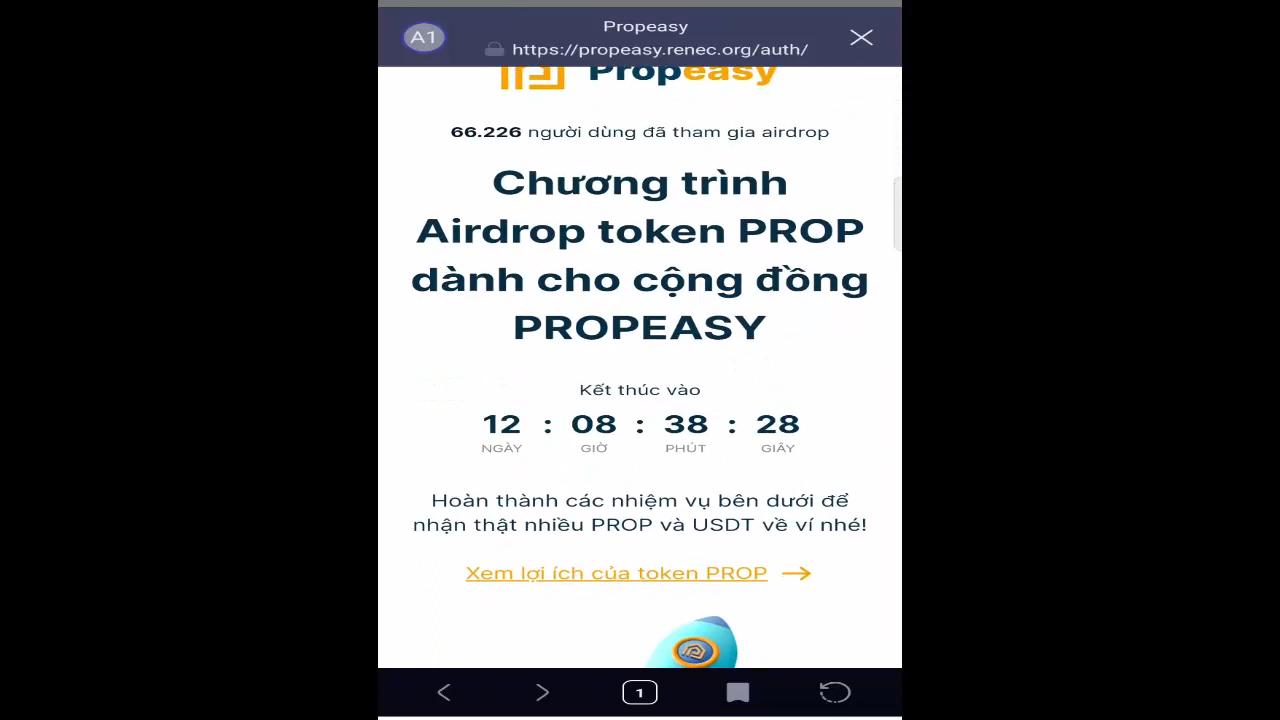 A1
Propeasy
https://propeasy.renec.org/auth/
Propeasy
66.226 người dùng đã tham gia airdrop
Chương trình
Airdrop token PROP
dành cho cộng đồng
PROPEASY
Kết thúc vào
12 : 08 : 38 : 28
NGÀY GIỜ PHÚT GIÂY
Hoàn thành các nhiệm vụ bên dưới để
nhận thật nhiều PROP và USDT về ví nhé!
Xem lợi ích của token PROP →
1